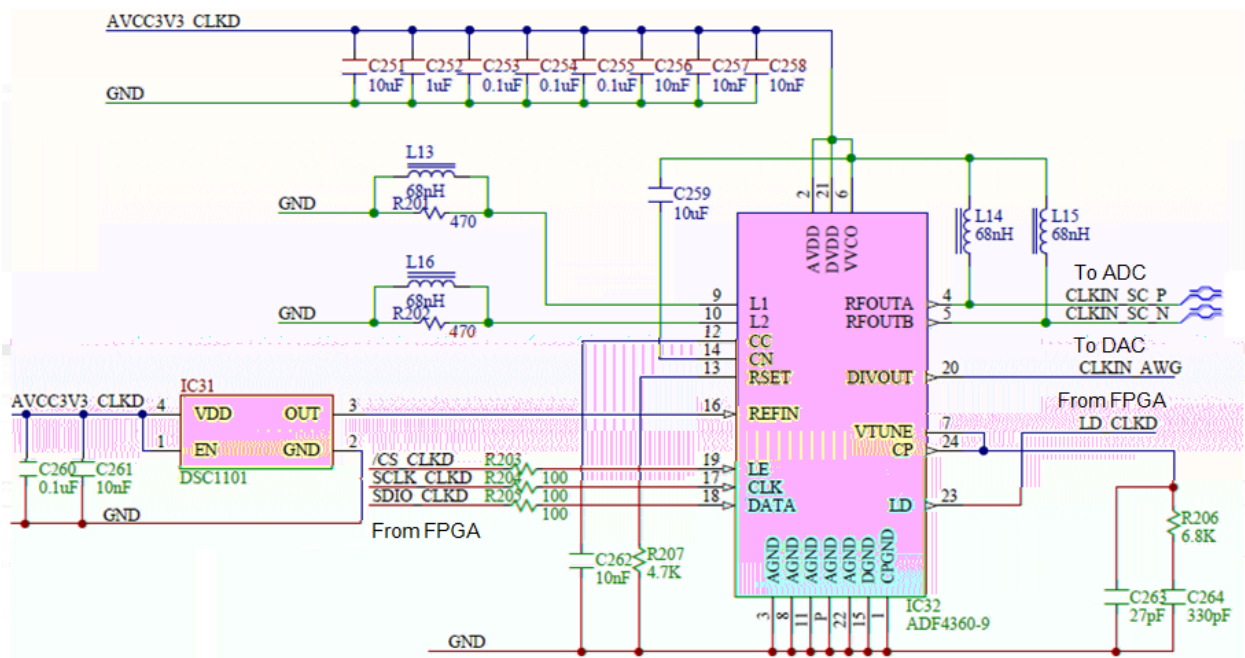 AVCC3V3_CLKD
C251 10uF
C252 1uF
C253 0.1uF
C254 0.1uF
C255 0.1uF
C256 10nF
C257 10nF
C258 10nF
GND
L13
68nH
GND
R201
470
C259
10uF
2
21
6
AVDD
DVDD
VVCO
L14
68nH
L15
68nH
L16
68nH
GND
R202
470
To ADC
9
L1
RFOUTA
4
CLKIN_SC_P
10
L2
RFOUTB
5
CLKIN_SC_N
12
CC
14
CN
To DAC
13
RSET
DIVOUT
20
CLKIN_AWG
IC31
AVCC3V3_CLKD
4
VDD
OUT
3
16
REFIN
From FPGA
VTUNE
7
LD_CLKD
1
EN
GND
2
CP
24
C260
0.1uF
C261
10nF
DSC1101
/CS_CLKD
R203
19
LE
SCLK_CLKD
R204
100
17
CLK
SDIO_CLKD
R205
100
18
DATA
LD
23
100
GND
From FPGA
R206
6.8K
C262
10nF
R207
4.7K
AGND
AGND
AGND
AGND
AGND
DGND
CPGND
3
8
11
P
22
15
1
IC32
ADF4360-9
C263
27pF
C264
330pF
GND